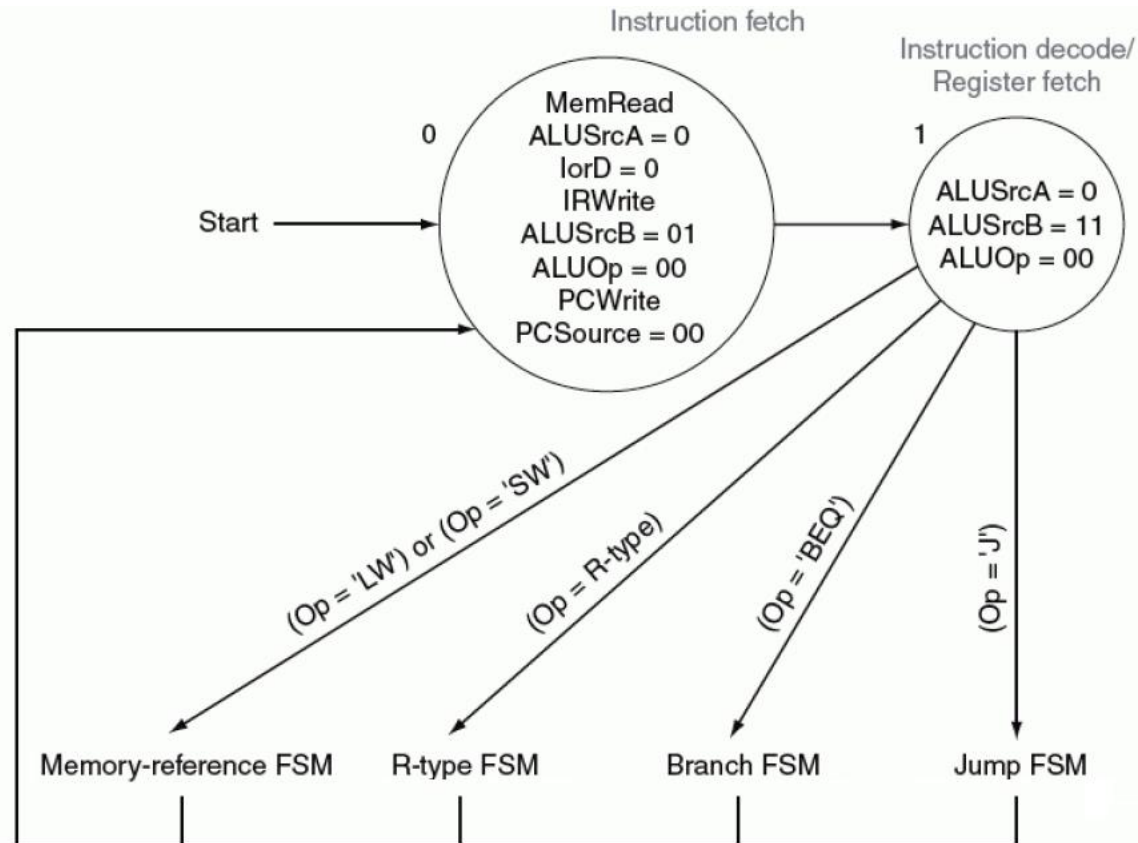 Instruction fetch
Instruction decode/
Register fetch
0
MemRead
ALUSrcA = 0
IorD = 0
IRWrite
ALUSrcB = 01
ALUOp = 00
PCWrite
PCSource = 00
1
ALUSrcA = 0
ALUSrcB = 11
ALUOp = 00
Start
(Op = 'LW') or (Op = 'SW')
(Op = R-type)
(Op = 'BEQ')
(Op = 'J')
Memory-reference FSM
R-type FSM
Branch FSM
Jump FSM